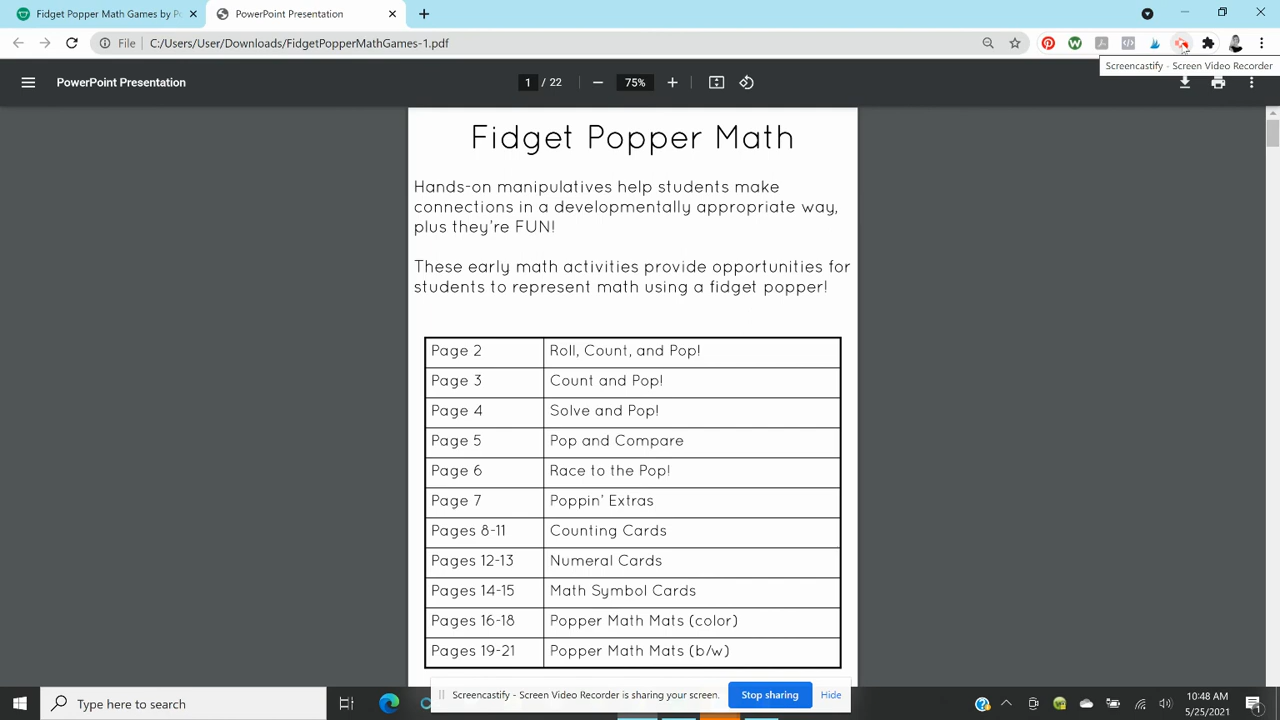 Fidget Popper Math Games by P
PowerPoint Presentation
File C:/Users/User/Downloads/FidgetPopperMathGames-1.pdf
Screencastify - Screen Video Recorder
PowerPoint Presentation
1 / 22
75%
Fidget Popper Math
Hands-on manipulatives help students make
connections in a developmentally appropriate way,
plus they're FUN!
These early math activities provide opportunities for
students to represent math using a fidget popper!
Page 2 Roll, Count, and Pop!
Page 3 Count and Pop!
Page 4 Solve and Pop!
Page 5 Pop and Compare
Page 6 Race to the Pop!
Page 7 Poppin' Extras
Pages 8-11 Counting Cards
Pages 12-13 Numeral Cards
Pages 14-15 Math Symbol Cards
Pages 16-18 Popper Math Mats (color)
Pages 19-21 Popper Math Mats (b/w)
Screencastify - Screen Video Recorder is sharing your screen. Stop sharing Hide
Type here to search
10:48 AM
5/25/2021